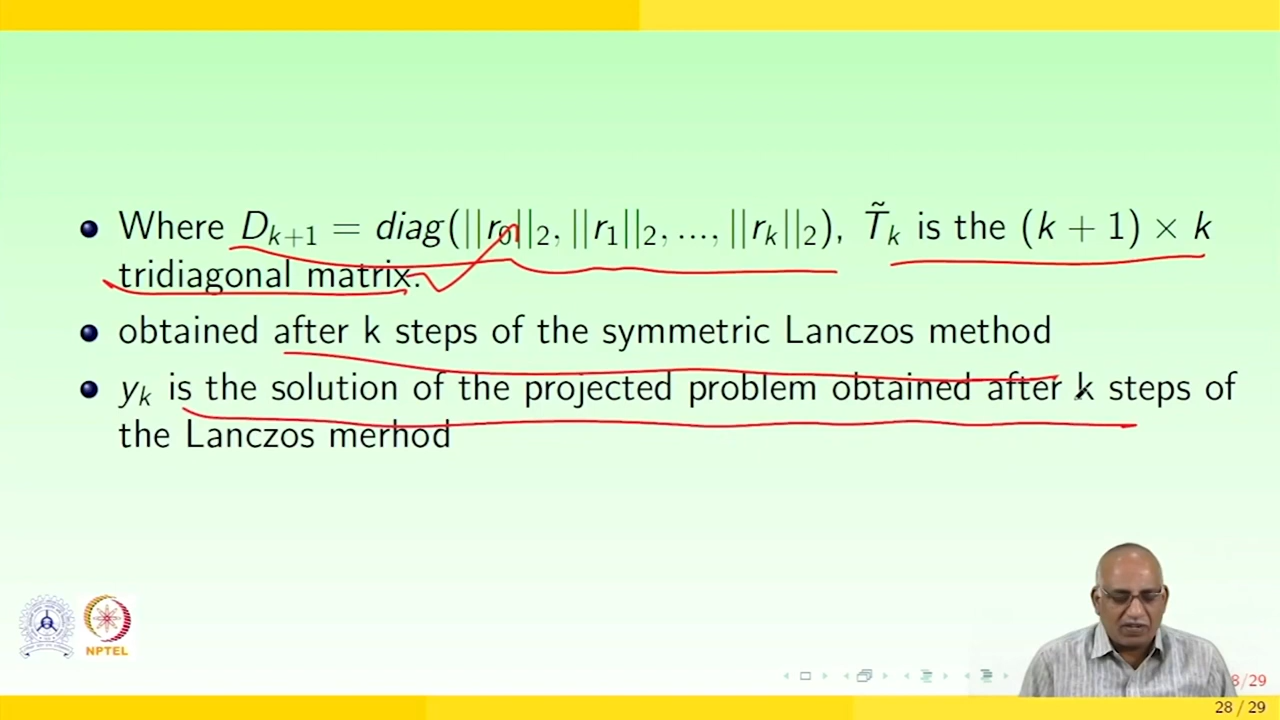 Where D_{k+1} = diag(||r_0||_2, ||r_1||_2, ..., ||r_k||_2), T̃_k is the (k + 1) × k
tridiagonal matrix.
obtained after k steps of the symmetric Lanczos method
y_k is the solution of the projected problem obtained after k steps of
the Lanczos merhod
NPTEL
8/29
28 / 29